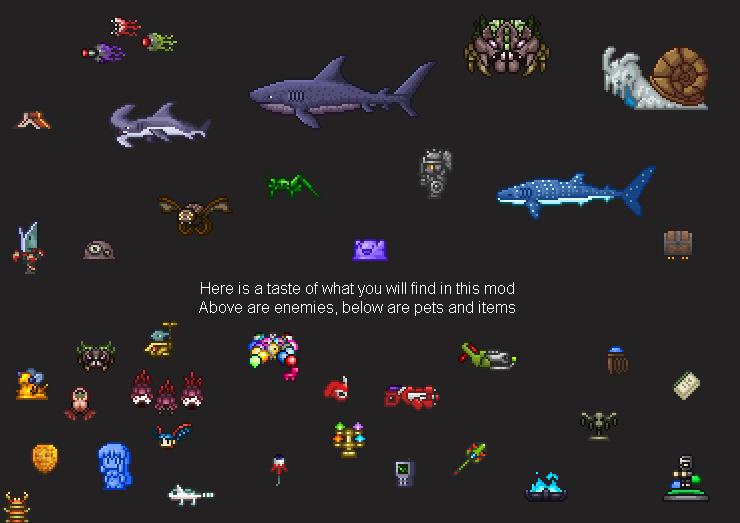 Here is a taste of what you will find in this mod
Above are enemies, below are pets and items